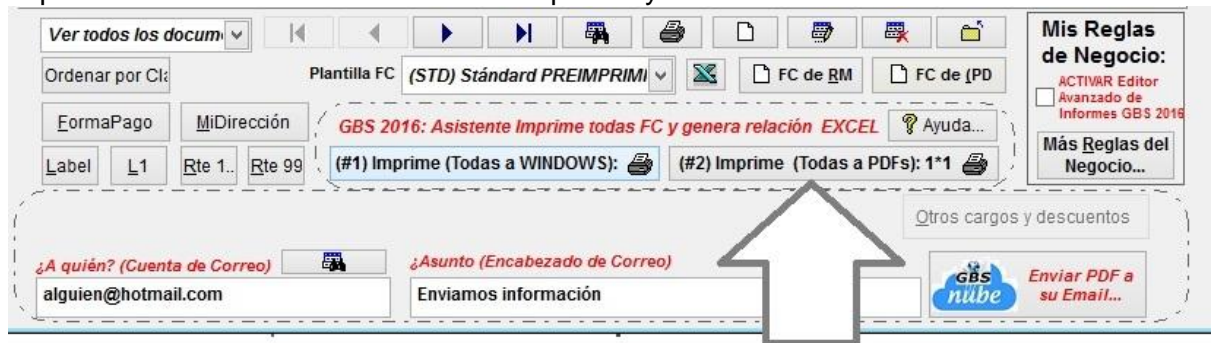 Ver todos los docum
Mis Reglas
de Negocio:
Ordenar por Cla
Plantilla FC
(STD) Stándard PREIMPRIMI
FC de RM
FC de (PD
ACTIVAR Editor
Avanzado de
Informes GBS 2016
FormaPago
MiDirección
GBS 2016: Asistente Imprime todas FC y genera relación EXCEL
Ayuda...
Label
L1
Rte 1..
Rte 99
(#1) Imprime (Todas a WINDOWS):
(#2) Imprime (Todas a PDFs): 1*1
Más Reglas del
Negocio...
Otros cargos y descuentos
¿A quién? (Cuenta de Correo)
¿Asunto (Encabezado de Correo)
alguien@hotmail.com
Enviamos información
GBS
nube
Enviar PDF a
su Email...